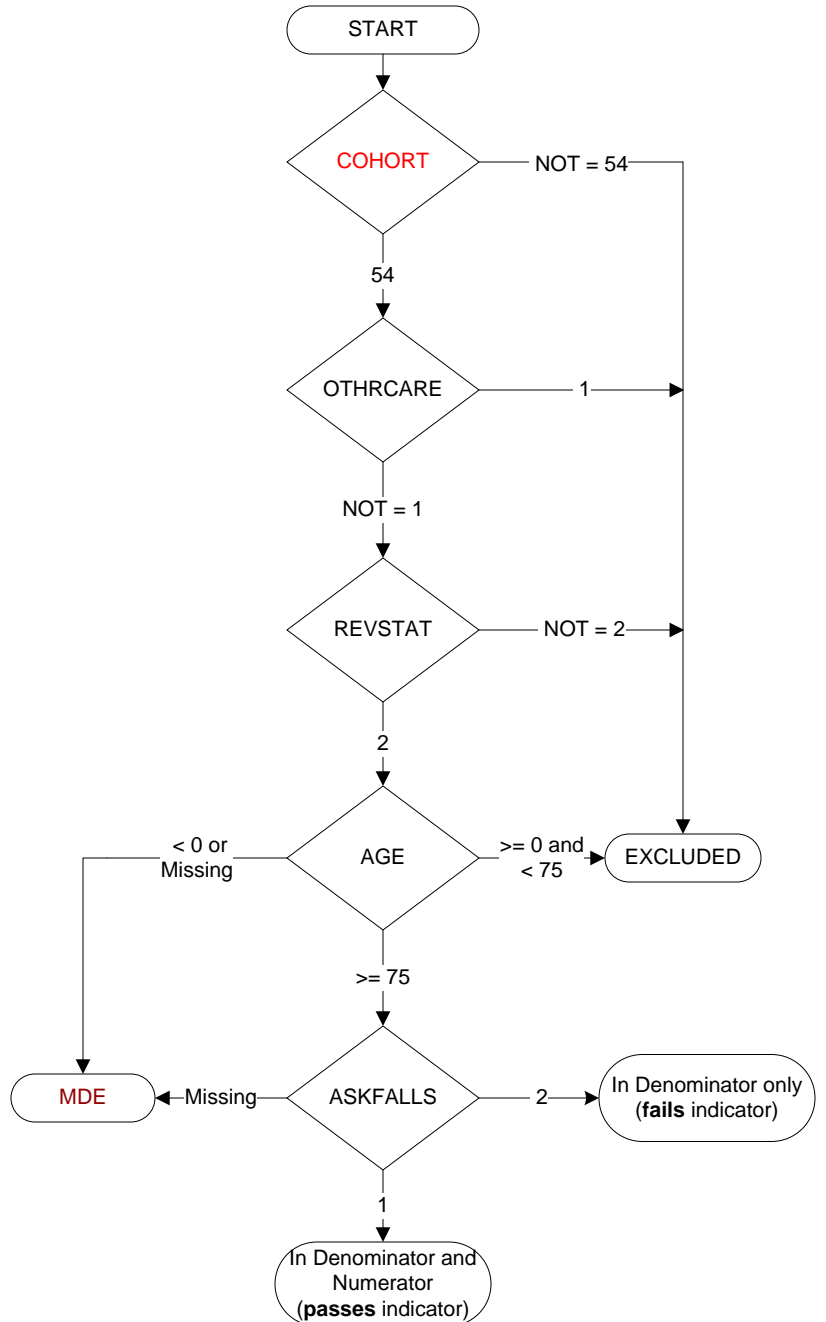 START
COHORT
NOT = 54
54
OTHRCARE
1
NOT = 1
REVSTAT
NOT = 2
2
< 0 or
Missing
AGE
>= 0 and
< 75
EXCLUDED
>= 75
MDE
Missing
ASKFALLS
2
In Denominator only
(fails indicator)
1
In Denominator and
Numerator
(passes indicator)